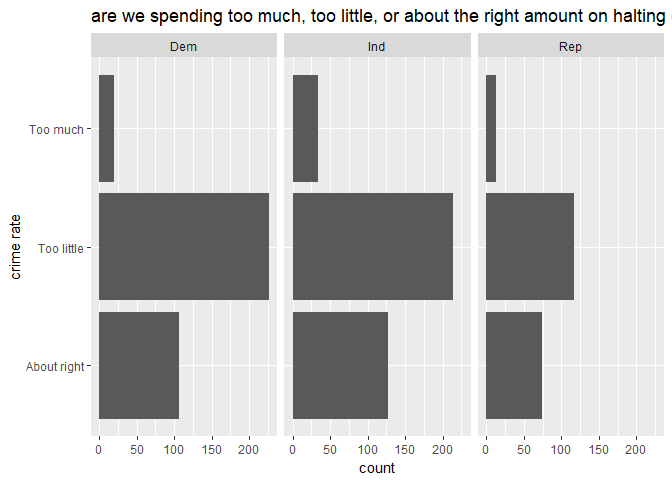 are we spending too much, too little, or about the right amount on halting
Dem Ind Rep
Too much
Too little
About right
crime rate
0 50 100 150 200 0 50 100 150 200 0 50 100 150 200
count